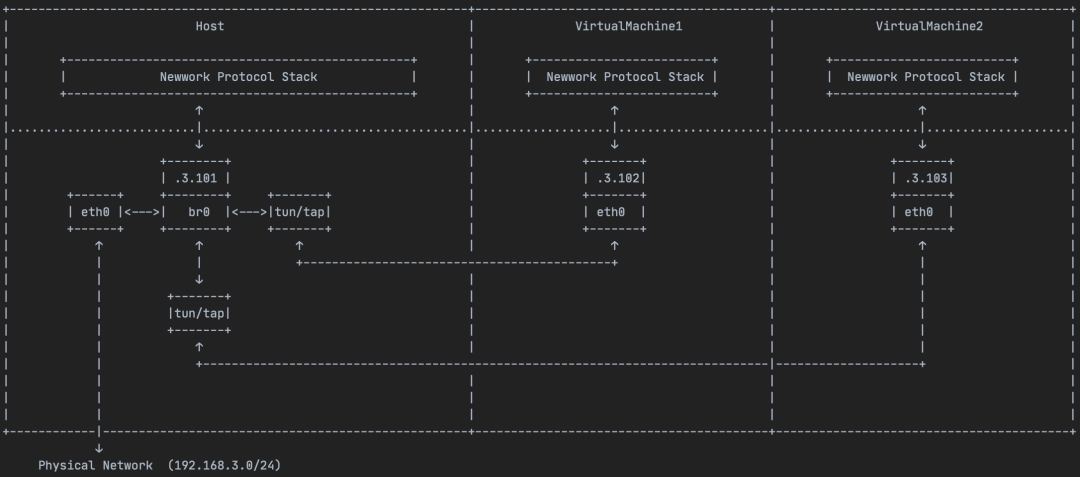 Host VirtualMachine1 VirtualMachine2
Newwork Protocol Stack Newwork Protocol Stack Newwork Protocol Stack
.3.101 .3.102 .3.103
eth0 br0 tun/tap eth0 eth0
tun/tap
Physical Network (192.168.3.0/24)